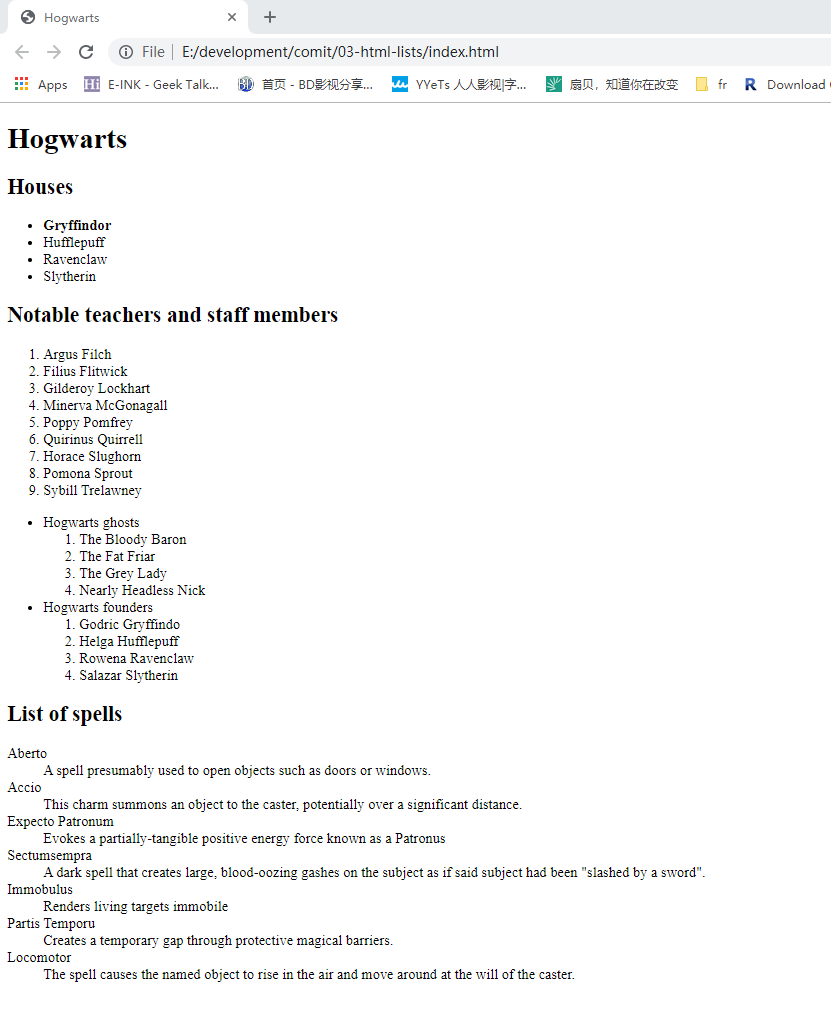 Hogwarts
File | E:/development/comit/03-html-lists/index.html
Apps Hi E-INK - Geek Talk... BD 首页 - BD影视分享... YYeTs 人人影视|字... 扇贝，知道你在改变 fr R Download
Hogwarts
Houses
• Gryffindor
• Hufflepuff
• Ravenclaw
• Slytherin
Notable teachers and staff members
1. Argus Filch
2. Filius Flitwick
3. Gilderoy Lockhart
4. Minerva McGonagall
5. Poppy Pomfrey
6. Quirinus Quirrell
7. Horace Slughorn
8. Pomona Sprout
9. Sybill Trelawney
• Hogwarts ghosts
1. The Bloody Baron
2. The Fat Friar
3. The Grey Lady
4. Nearly Headless Nick
• Hogwarts founders
1. Godric Gryffindo
2. Helga Hufflepuff
3. Rowena Ravenclaw
4. Salazar Slytherin
List of spells
Aberto
A spell presumably used to open objects such as doors or windows.
Accio
This charm summons an object to the caster, potentially over a significant distance.
Expecto Patronum
Evokes a partially-tangible positive energy force known as a Patronus
Sectumsempra
A dark spell that creates large, blood-oozing gashes on the subject as if said subject had been "slashed by a sword".
Immobulus
Renders living targets immobile
Partis Temporu
Creates a temporary gap through protective magical barriers.
Locomotor
The spell causes the named object to rise in the air and move around at the will of the caster.